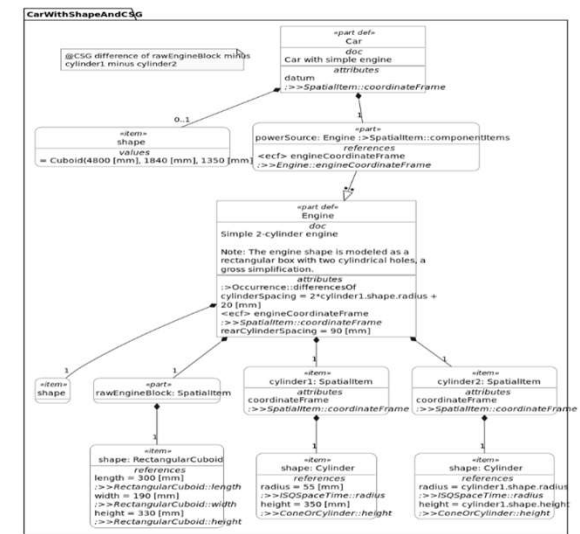 CarWithShapeAndCSG
@CSG difference of rawEngineBlock minus
cylinder1 minus cylinder2
«part def»
Car
doc
Car with simple engine
attributes
datum
:>>SpatialItem::coordinateFrame
0..1
1
«item»
shape
values
= Cuboid(4800 [mm], 1840 [mm], 1350 [mm]
«part»
powerSource: Engine :>SpatialItem::componentItems
references
<ecf> engineCoordinateFrame
:>>Engine::engineCoordinateFrame
«part def»
Engine
doc
Simple 2-cylinder engine
Note: The engine shape is modeled as a
rectangular box with two cylindrical holes, a
gross simplification.
attributes
:>Occurrence::differencesOf
cylinderSpacing = 2*cylinder1.shape.radius +
20 [mm]
<ecf> engineCoordinateFrame
:>>SpatialItem::coordinateFrame
rearCylinderSpacing = 90 [mm]
1
1
1
1
«item»
shape
«part»
rawEngineBlock: SpatialItem
«item»
cylinder1: SpatialItem
attributes
coordinateFrame
:>>SpatialItem::coordinateFrame
«item»
cylinder2: SpatialItem
attributes
coordinateFrame
:>>SpatialItem::coordinateFrame
1
1
1
«item»
shape: RectangularCuboid
references
length = 300 [mm]
:>>RectangularCuboid::length
width = 190 [mm]
:>>RectangularCuboid::width
height = 330 [mm]
:>>RectangularCuboid::height
«item»
shape: Cylinder
references
radius = 55 [mm]
:>>ISQSpaceTime::radius
height = 350 [mm]
:>>ConeOrCylinder::height
«item»
shape: Cylinder
references
radius = cylinder1.shape.radius
:>>ISQSpaceTime::radius
height = cylinder1.shape.height
:>>ConeOrCylinder::height